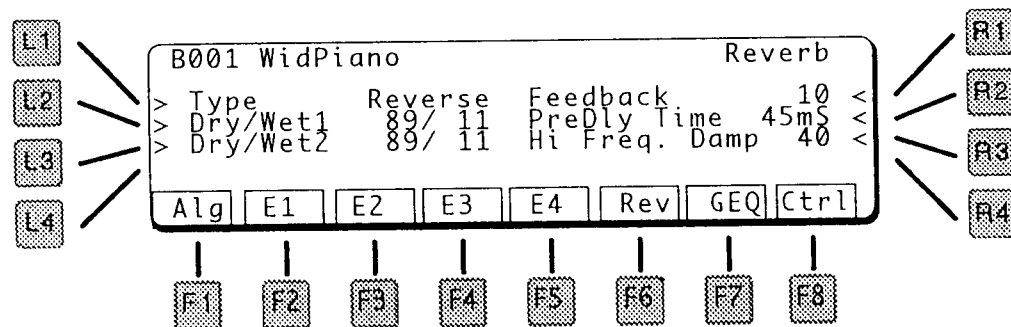 L1
L2
L3
L4
B001 WidPiano Reverb
> Type Reverse Feedback 10 <
> Dry/Wet1 89/ 11 PreDly Time 45mS <
> Dry/Wet2 89/ 11 Hi Freq. Damp 40 <
Alg E1 E2 E3 E4 Rev GEQ Ctrl
R1
R2
R3
R4
F1 F2 F3 F4 F5 F6 F7 F8